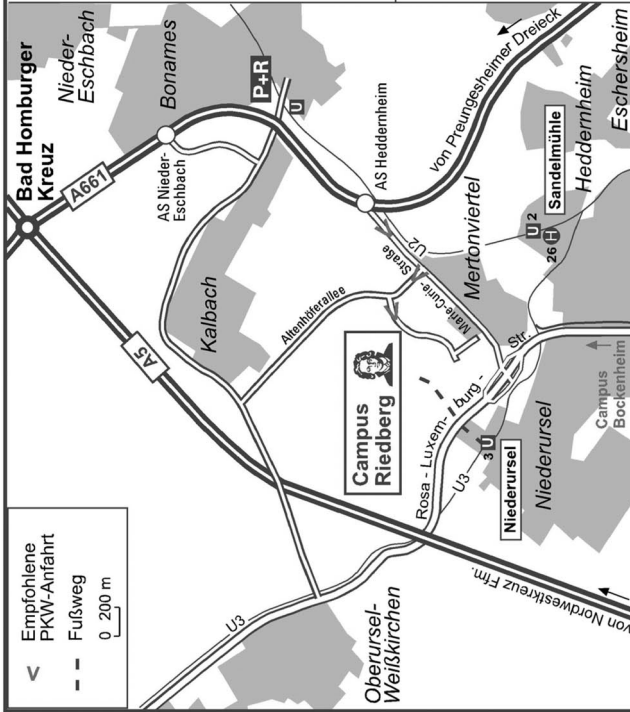 Empfohlene
PKW-Anfahrt
Fußweg
0 200 m
Bad Homburger
Kreuz
A661
A5
Nieder-
Eschbach
Bonames
AS Nieder-
Eschbach
P+R
U
Kalbach
AS Heddernheim
von Preungesheimer Dreieck
Altenhöferallee
Marie-Curie-
Straße
U2
Mertonviertel
Campus
Riedberg
U 2
26 H
Sandelmühle
Heddernheim
Eschersheim
Rosa - Luxem-
burg -
Str.
U3
U3
3 U
Niederursel
Niederursel
Campus
Bockenheim
Oberursel-
Weißkirchen
von Nordwestkreuz Ffm.